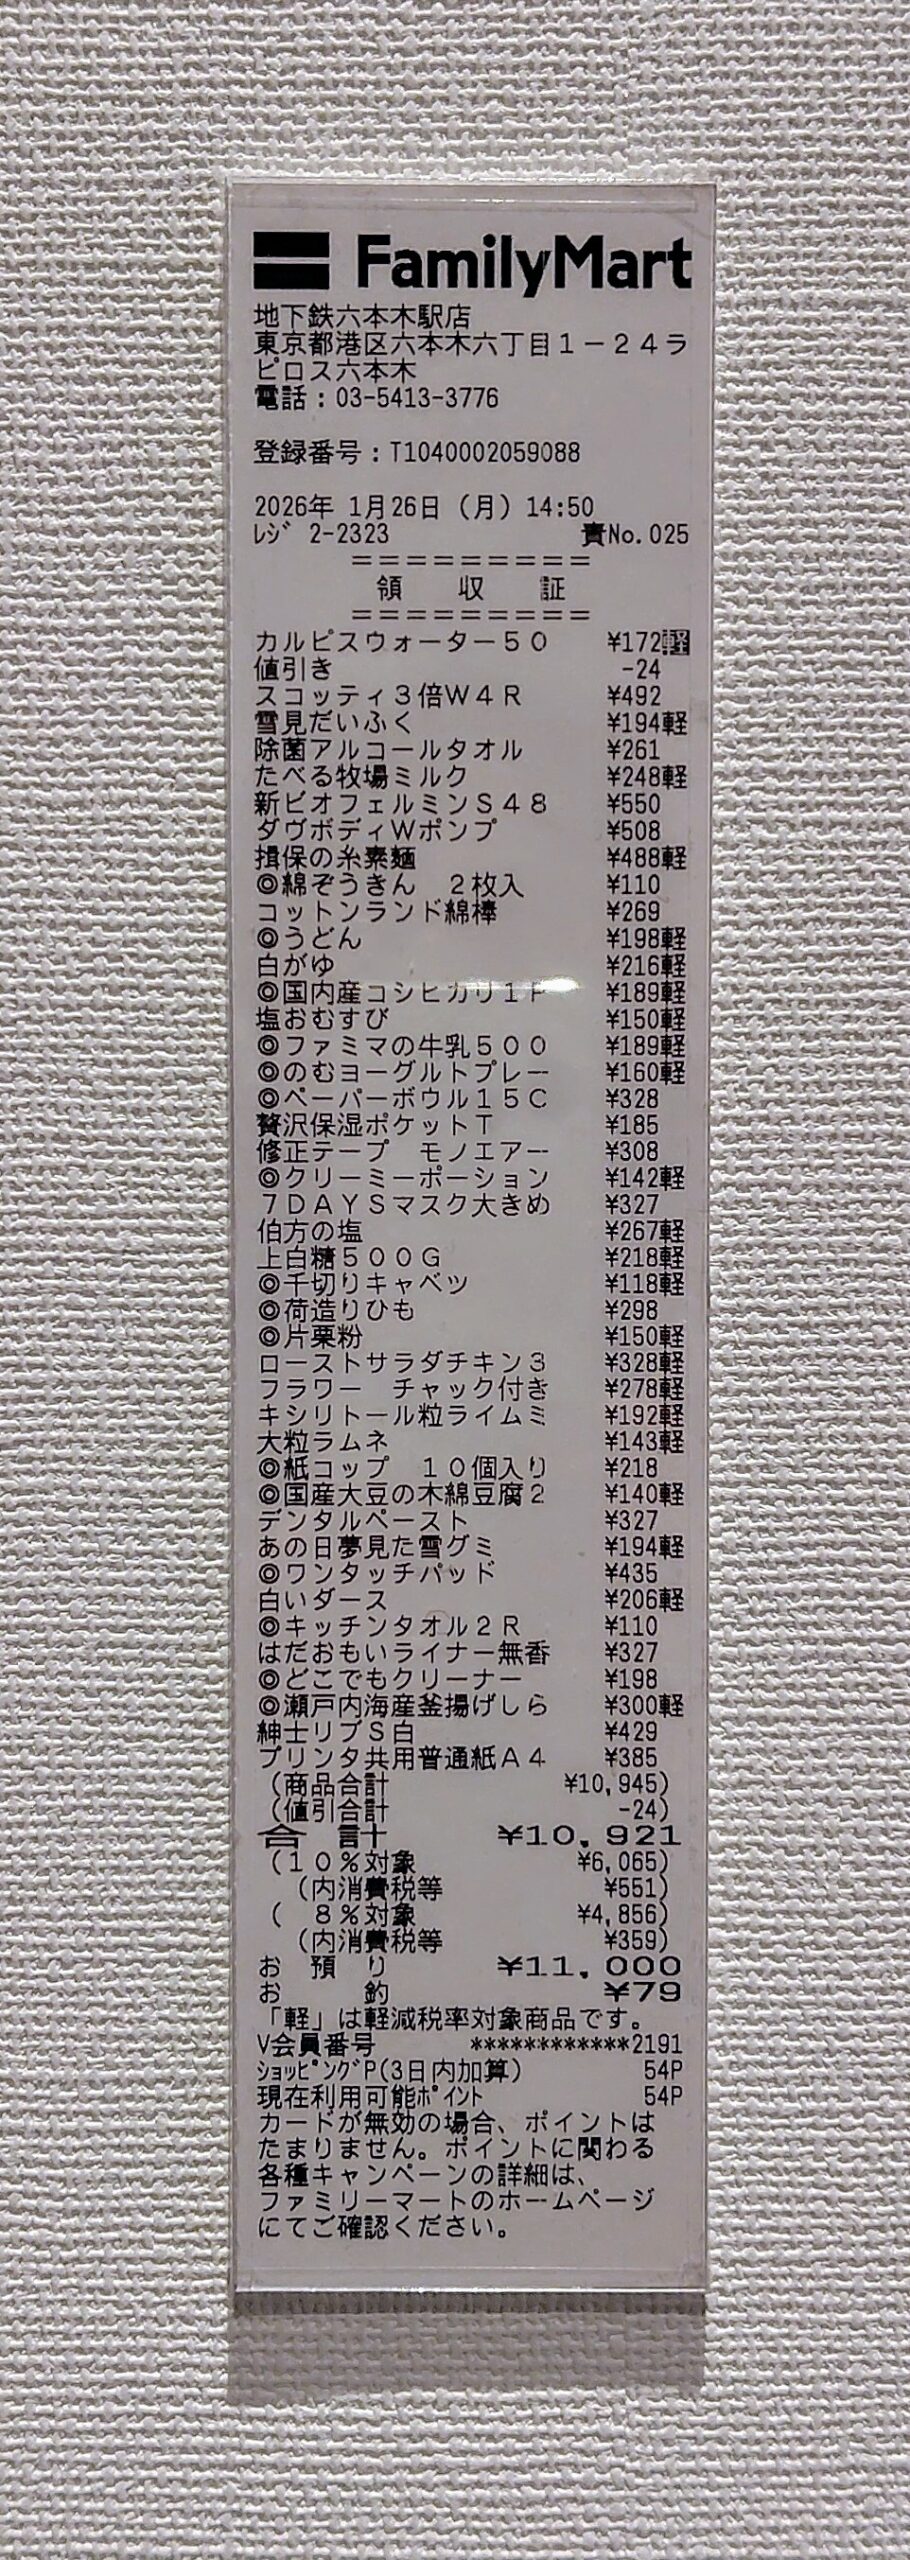 FamilyMart
地下鉄六本木駅店
東京都港区六本木六丁目1-24ラ
ピロス六本木
電話:03-5413-3776
登録番号:T1040002059088
2026年 1月26日(月)14:50
レジ 2-2323 責No.025
=========
領 収 証
=========
カルピスウォーター50 ¥172軽
値引き -24
スコッティ3倍W4R ¥492
雪見だいふく ¥194軽
除菌アルコールタオル ¥261
たべる牧場ミルク ¥248軽
新ビオフェルミンS48 ¥550
ダヴボディWポンプ ¥508
揖保の糸素麺 ¥488軽
◎綿ぞうきん 2枚入 ¥110
コットンランド綿棒 ¥269
◎うどん ¥198軽
白がゆ ¥216軽
◎国内産コシヒカリ1P ¥189軽
塩おむすび ¥150軽
◎ファミマの牛乳500 ¥189軽
◎のむヨーグルトプレー ¥160軽
◎ペーパーボウル15C ¥328
贅沢保湿ポケットT ¥185
修正テープ モノエアー ¥308
◎クリーミーポーション ¥142軽
7DAYSマスク大きめ ¥327
伯方の塩 ¥267軽
上白糖500G ¥218軽
◎千切りキャベツ ¥118軽
◎荷造りひも ¥298
◎片栗粉 ¥150軽
ローストサラダチキン3 ¥328軽
フラワー チャック付き ¥278軽
キシリトール粒ライムミ ¥192軽
大粒ラムネ ¥143軽
◎紙コップ 10個入り ¥218
◎国産大豆の木綿豆腐2 ¥140軽
デンタルペースト ¥327
あの日夢見た雪グミ ¥194軽
◎ワンタッチパッド ¥435
白いダース ¥206軽
◎キッチンタオル2R ¥110
はだおもいライナー無香 ¥327
◎どこでもクリーナー ¥198
◎瀬戸内海産釜揚げしら ¥300軽
紳士リブS白 ¥429
プリンタ共用普通紙A4 ¥385
(商品合計 ¥10,945)
(値引合計 -24)
合 計 ¥10,921
(10%対象 ¥6,065)
(内消費税等 ¥551)
( 8%対象 ¥4,856)
(内消費税等 ¥359)
お 預 り ¥11,000
お 釣 ¥79
「軽」は軽減税率対象商品です。
V会員番号 ************2191
ショッピングP(3日内加算) 54P
現在利用可能ポイント 54P
カードが無効の場合、ポイントは
たまりません。ポイントに関わる
各種キャンペーンの詳細は、
ファミリーマートのホームページ
にてご確認ください。